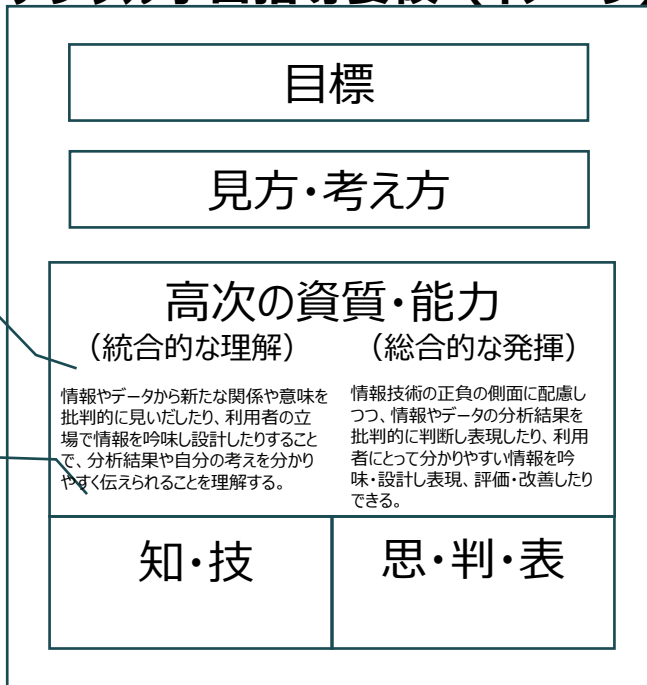 目標
見方・考え方
高次の資質・能力
（統合的な理解）
（総合的な発揮）
情報やデータから新たな関係や意味を
批判的に見いだしたり、利用者の立
場で情報を吟味し設計したりすること
で、分析結果や自分の考えを分かり
やすく伝えられることを理解する。
情報技術の正負の側面に配慮し
つつ、情報やデータの分析結果を
批判的に判断し表現したり、利用
者にとって分かりやすい情報を吟
味・設計し表現、評価・改善したり
できる。
知・技
思・判・表